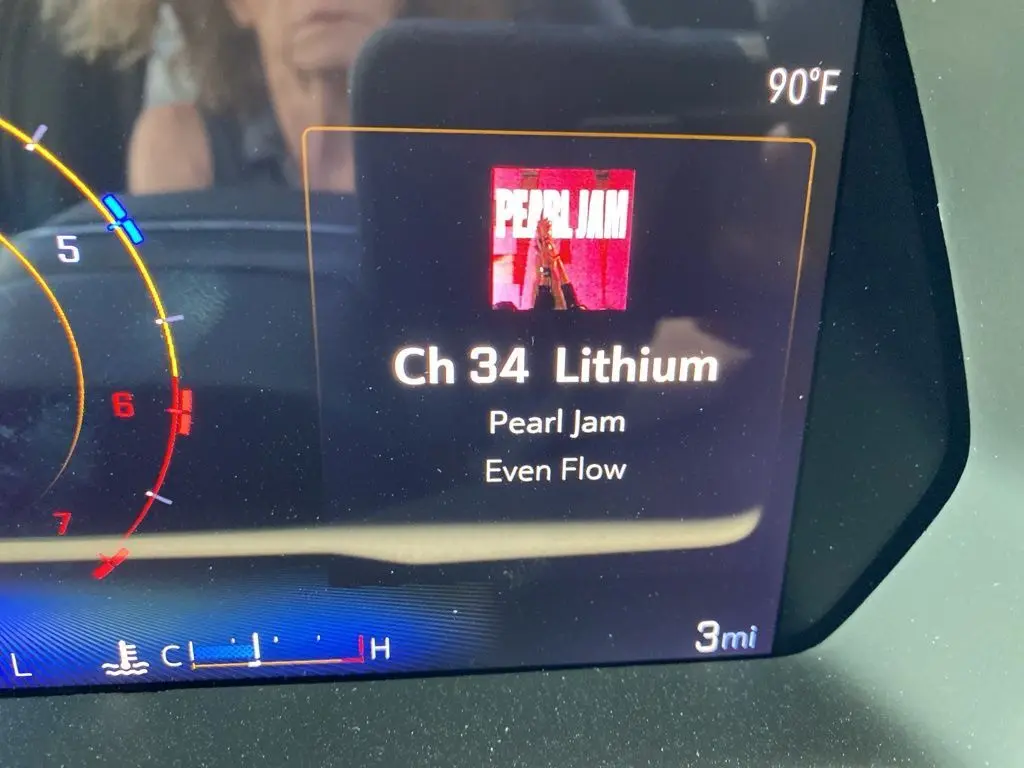 90°F
PEARL JAM
5
Ch 34 Lithium
6
Pearl Jam
Even Flow
7
3mi
L
C
H